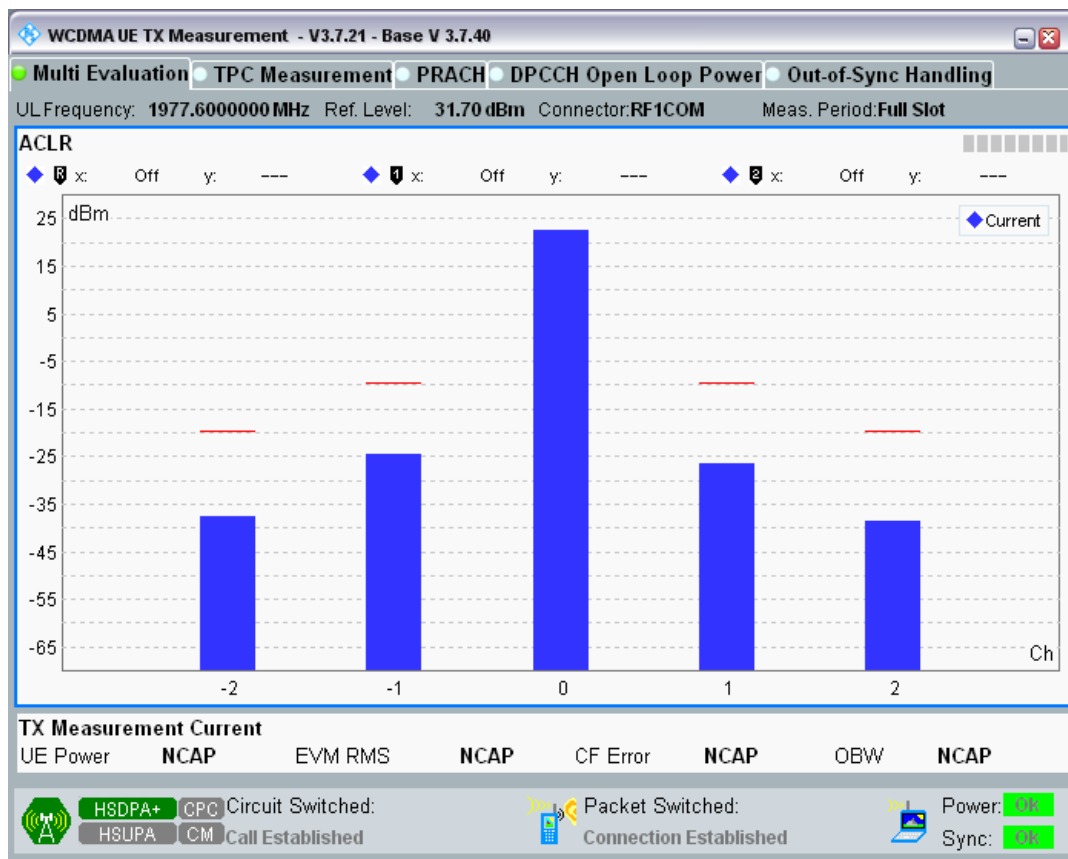 WCDMA UE TX Measurement - V3.7.21 - Base V 3.7.40
Multi Evaluation TPC Measurement PRACH DPCCH Open Loop Power Out-of-Sync Handling
UL Frequency: 1977.6000000 MHz Ref. Level: 31.70 dBm Connector:RF1COM Meas. Period:Full Slot
ACLR
R x: Off y: --- 1 x: Off y: --- 2 x: Off y: ---
25 dBm
Current
15
5
-5
-15
-25
-35
-45
-55
-65
Ch
-2 -1 0 1 2
TX Measurement Current
UE Power NCAP EVM RMS NCAP CF Error NCAP OBW NCAP
HSDPA+ CPC Circuit Switched: Packet Switched: Power: OK
HSUPA CM Call Established Connection Established Sync: OK